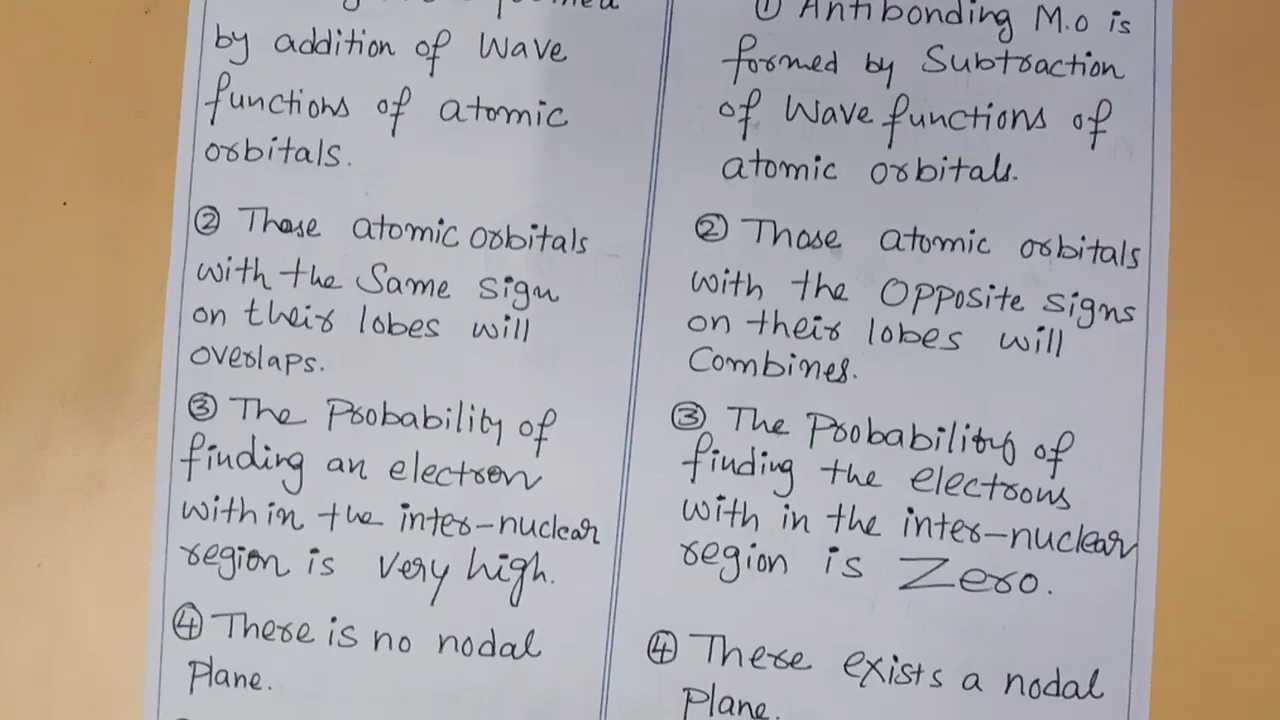 by addition of Wave
functions of atomic
orbitals.
② Those atomic orbitals
with the Same sign
on their lobes will
overlaps.
③ The Probability of
finding an electron
within the inter-nuclear
region is very high.
④ There is no nodal
Plane.
① Antibonding M.O is
formed by Subtraction
of Wave functions of
atomic orbitals.
② Those atomic orbitals
with the Opposite signs
on their lobes will
Combines.
③ The Probability of
finding the electrons
with in the inter-nuclear
region is Zero.
④ There exists a nodal
Plane.